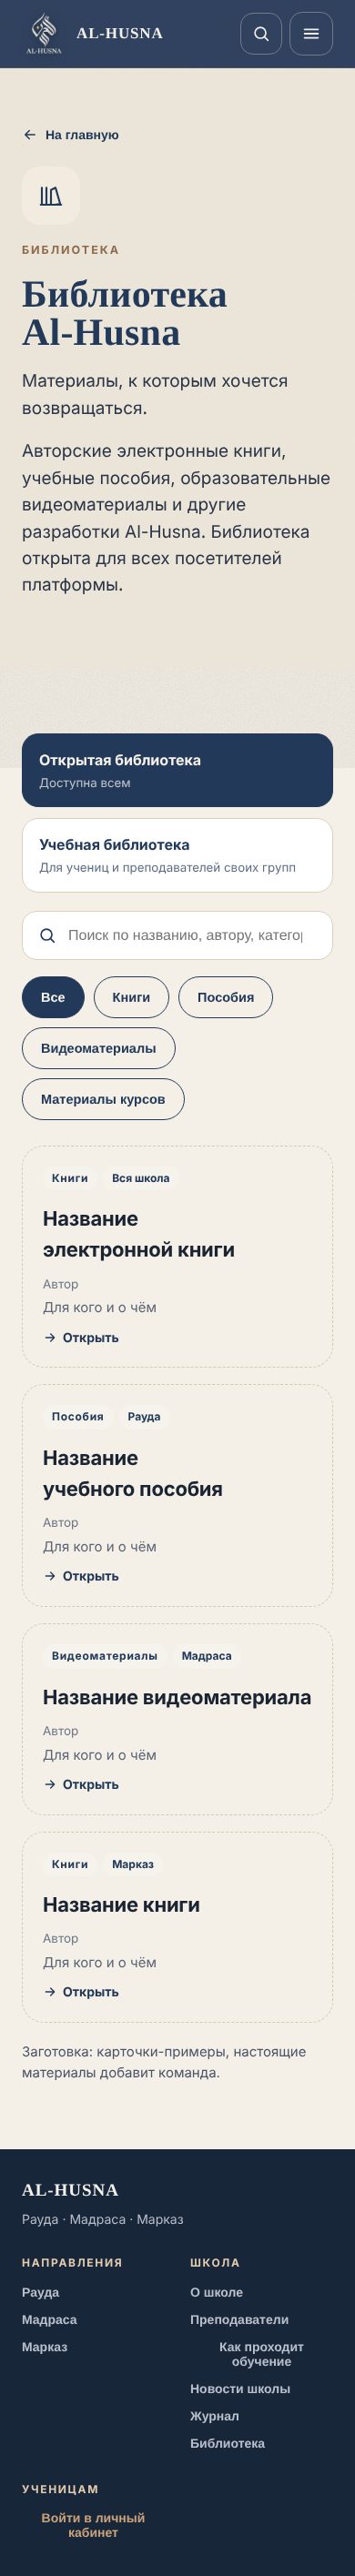 AL-HUSNA
AL-HUSNA
На главную
БИБЛИОТЕКА
Библиотека
Al-Husna
Материалы, к которым хочется
возвращаться.
Авторские электронные книги,
учебные пособия, образовательные
видеоматериалы и другие
разработки Al-Husna. Библиотека
открыта для всех посетителей
платформы.
Открытая библиотека
Доступна всем
Учебная библиотека
Для учениц и преподавателей своих групп
Поиск по названию, автору, категор
Все Книги Пособия
Видеоматериалы
Материалы курсов
Книги Вся школа
Название
электронной книги
Автор
Для кого и о чём
→ Открыть
Пособия Рауда
Название
учебного пособия
Автор
Для кого и о чём
→ Открыть
Видеоматериалы Мадраса
Название видеоматериала
Автор
Для кого и о чём
→ Открыть
Книги Марказ
Название книги
Автор
Для кого и о чём
→ Открыть
Заготовка: карточки-примеры, настоящие
материалы добавит команда.
AL-HUSNA
Рауда · Мадраса · Марказ
НАПРАВЛЕНИЯ
Рауда
Мадраса
Марказ
ШКОЛА
О школе
Преподаватели
Как проходит
обучение
Новости школы
Журнал
Библиотека
УЧЕНИЦАМ
Войти в личный
кабинет